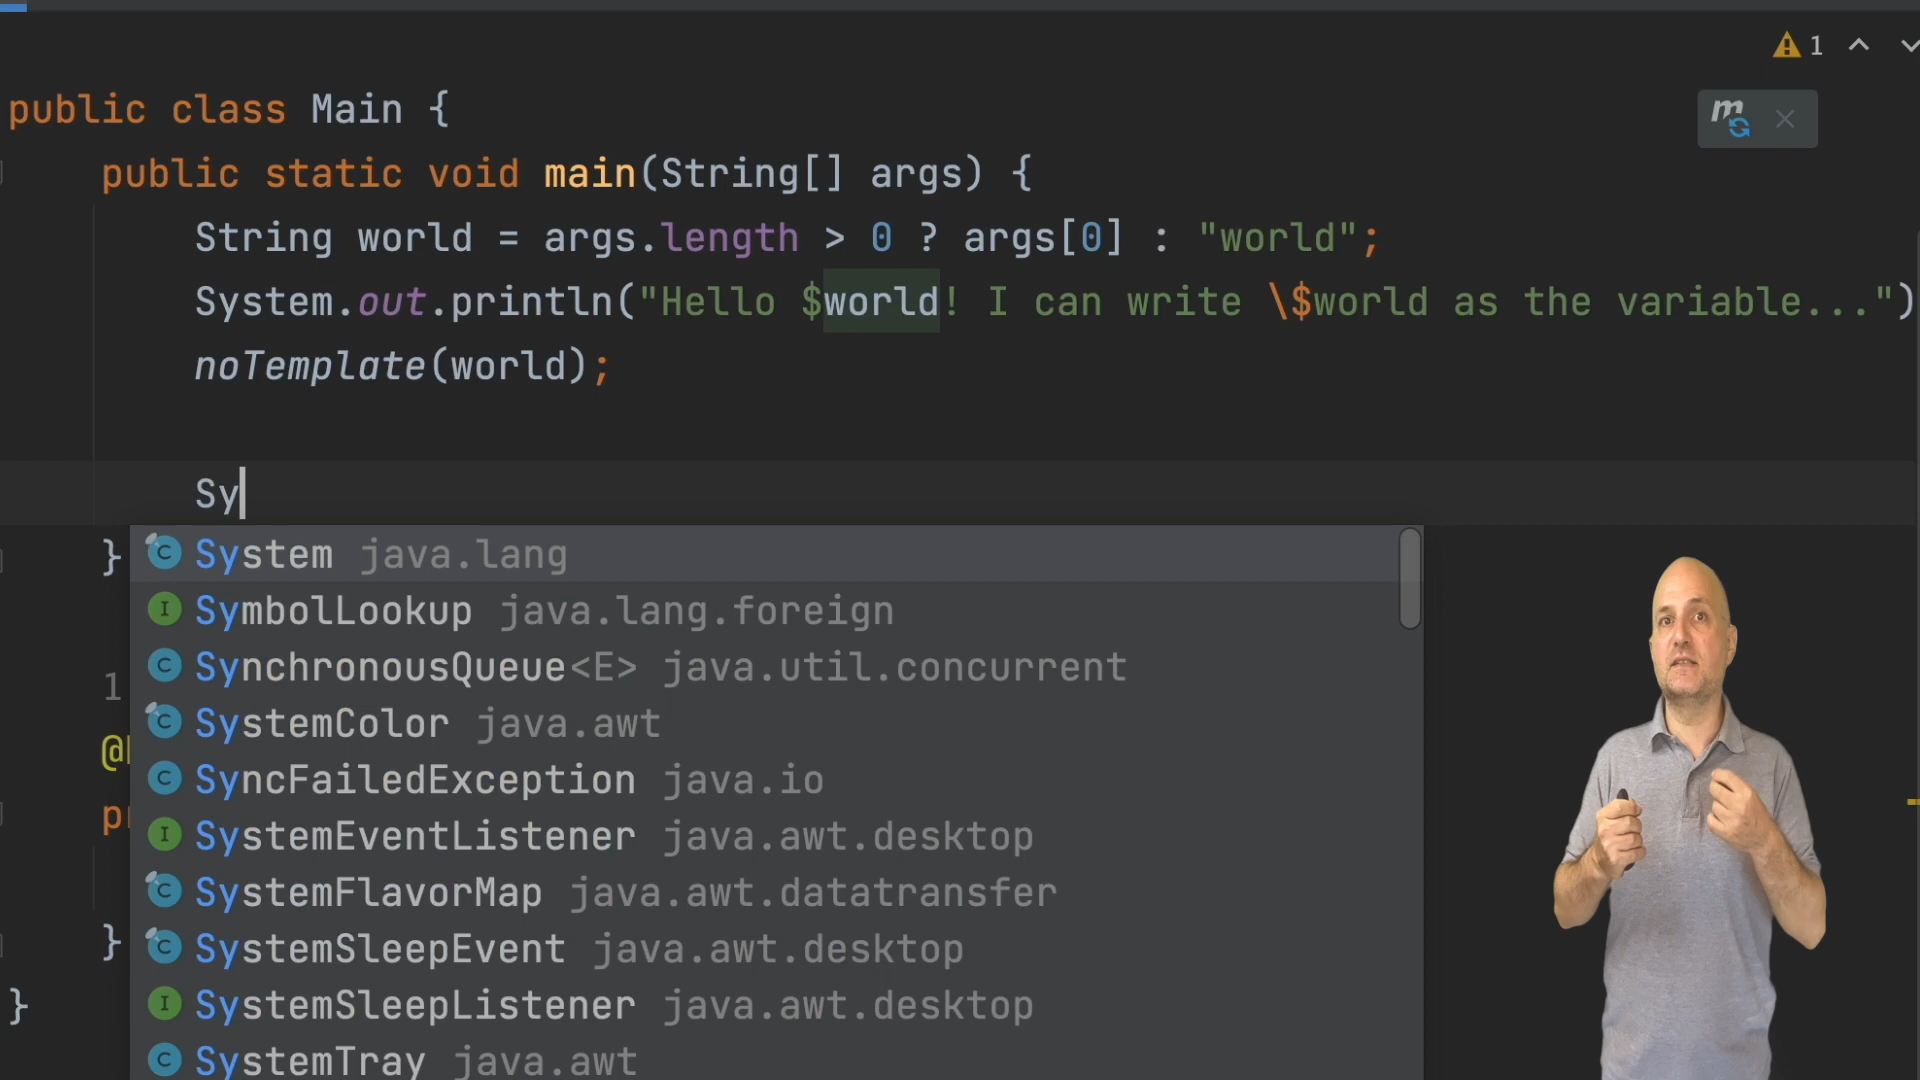 1
public class Main {
m
public static void main(String[] args) {
String world = args.length > 0 ? args[0] : "world";
System.out.println("Hello $world! I can write \$world as the variable...")
noTemplate(world);
Sy
}
System java.lang
SymbolLookup java.lang.foreign
SynchronousQueue<E> java.util.concurrent
1
SystemColor java.awt
@
SyncFailedException java.io
pr
SystemEventListener java.awt.desktop
SystemFlavorMap java.awt.datatransfer
}
SystemSleepEvent java.awt.desktop
}
SystemSleepListener java.awt.desktop
SystemTray java.awt